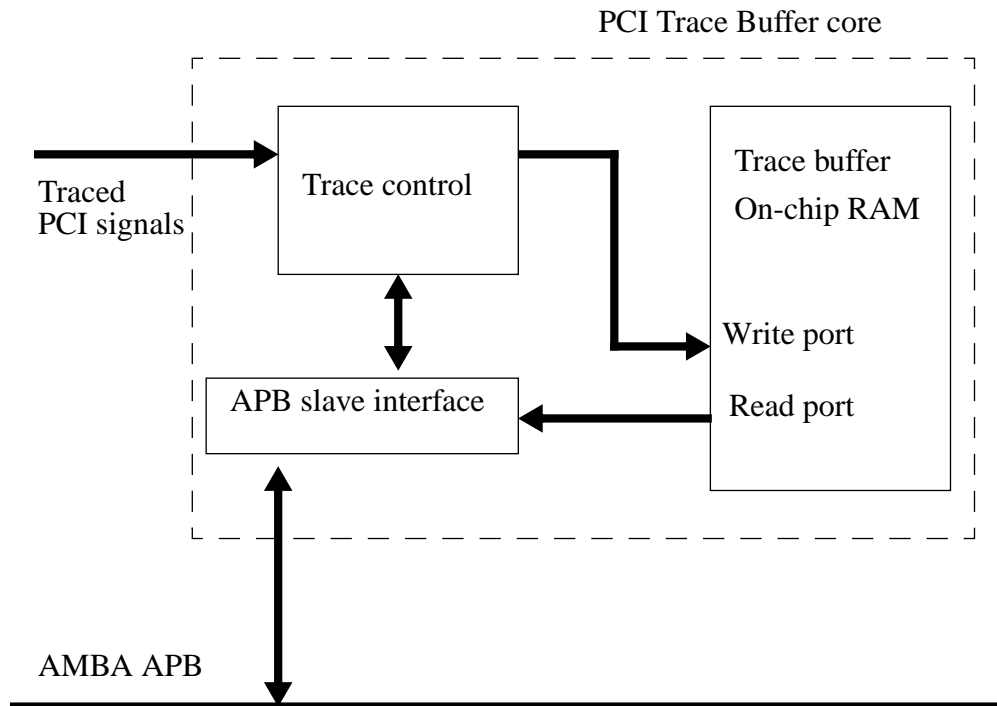 PCI Trace Buffer core
Traced
PCI signals
Trace control
Trace buffer
On-chip RAM
Write port
Read port
APB slave interface
AMBA APB